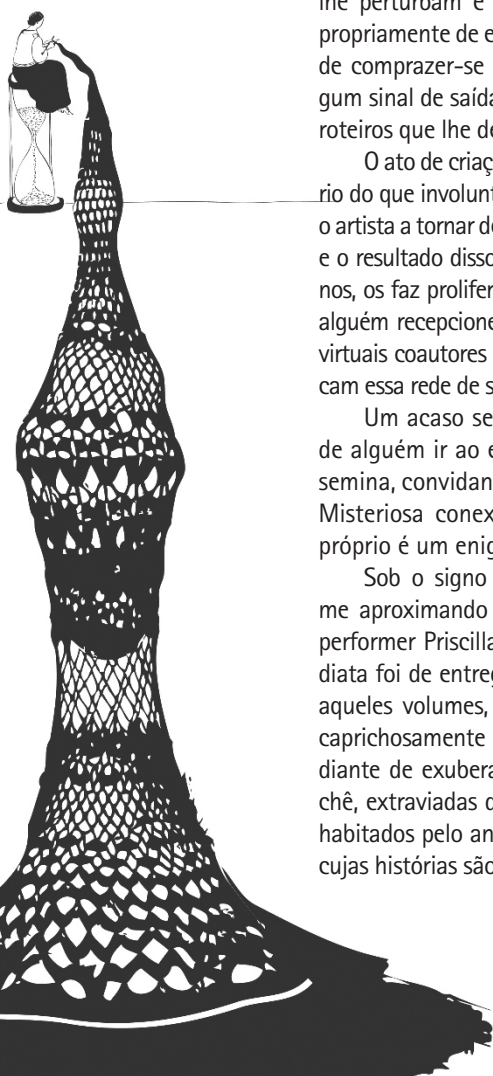 lhe perturbam e
propriamente de e
de comprazer-se
gum sinal de saída
roteiros que lhe de
O ato de criaç
rio do que involunt
o artista a tornar do
e o resultado disso
nos, os faz prolifer
alguém recepcione
virtuais coautores
cam essa rede de s
Um acaso se
de alguém ir ao e
semina, convidan
Misteriosa conex
próprio é um enig
Sob o signo
me aproximando
performer Priscilla
diata foi de entreg
aqueles volumes,
caprichosamente
diante de exubera
chê, extraviadas d
habitados pelo an
cujas histórias são